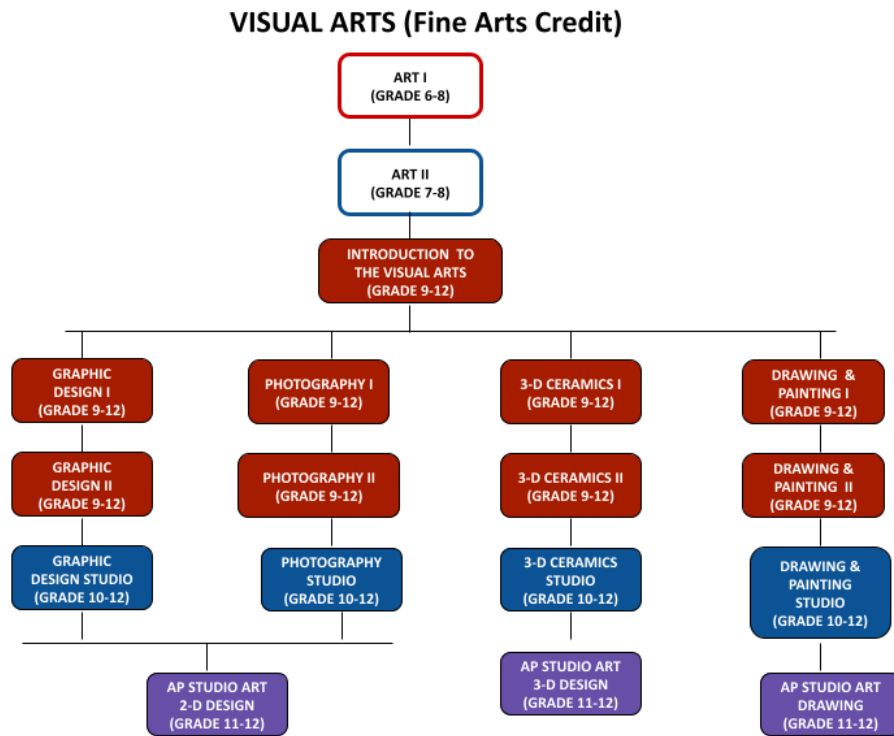 VISUAL ARTS (Fine Arts Credit)
ART I
(GRADE 6-8)
ART II
(GRADE 7-8)
INTRODUCTION TO
THE VISUAL ARTS
(GRADE 9-12)
GRAPHIC
DESIGN I
(GRADE 9-12)
PHOTOGRAPHY I
(GRADE 9-12)
3-D CERAMICS I
(GRADE 9-12)
DRAWING &
PAINTING I
(GRADE 9-12)
GRAPHIC
DESIGN II
(GRADE 9-12)
PHOTOGRAPHY II
(GRADE 9-12)
3-D CERAMICS II
(GRADE 9-12)
DRAWING &
PAINTING II
(GRADE 9-12)
GRAPHIC
DESIGN STUDIO
(GRADE 10-12)
PHOTOGRAPHY
STUDIO
(GRADE 10-12)
3-D CERAMICS
STUDIO
(GRADE 10-12)
DRAWING &
PAINTING
STUDIO
(GRADE 10-12)
AP STUDIO ART
2-D DESIGN
(GRADE 11-12)
AP STUDIO ART
3-D DESIGN
(GRADE 11-12)
AP STUDIO ART
DRAWING
(GRADE 11-12)